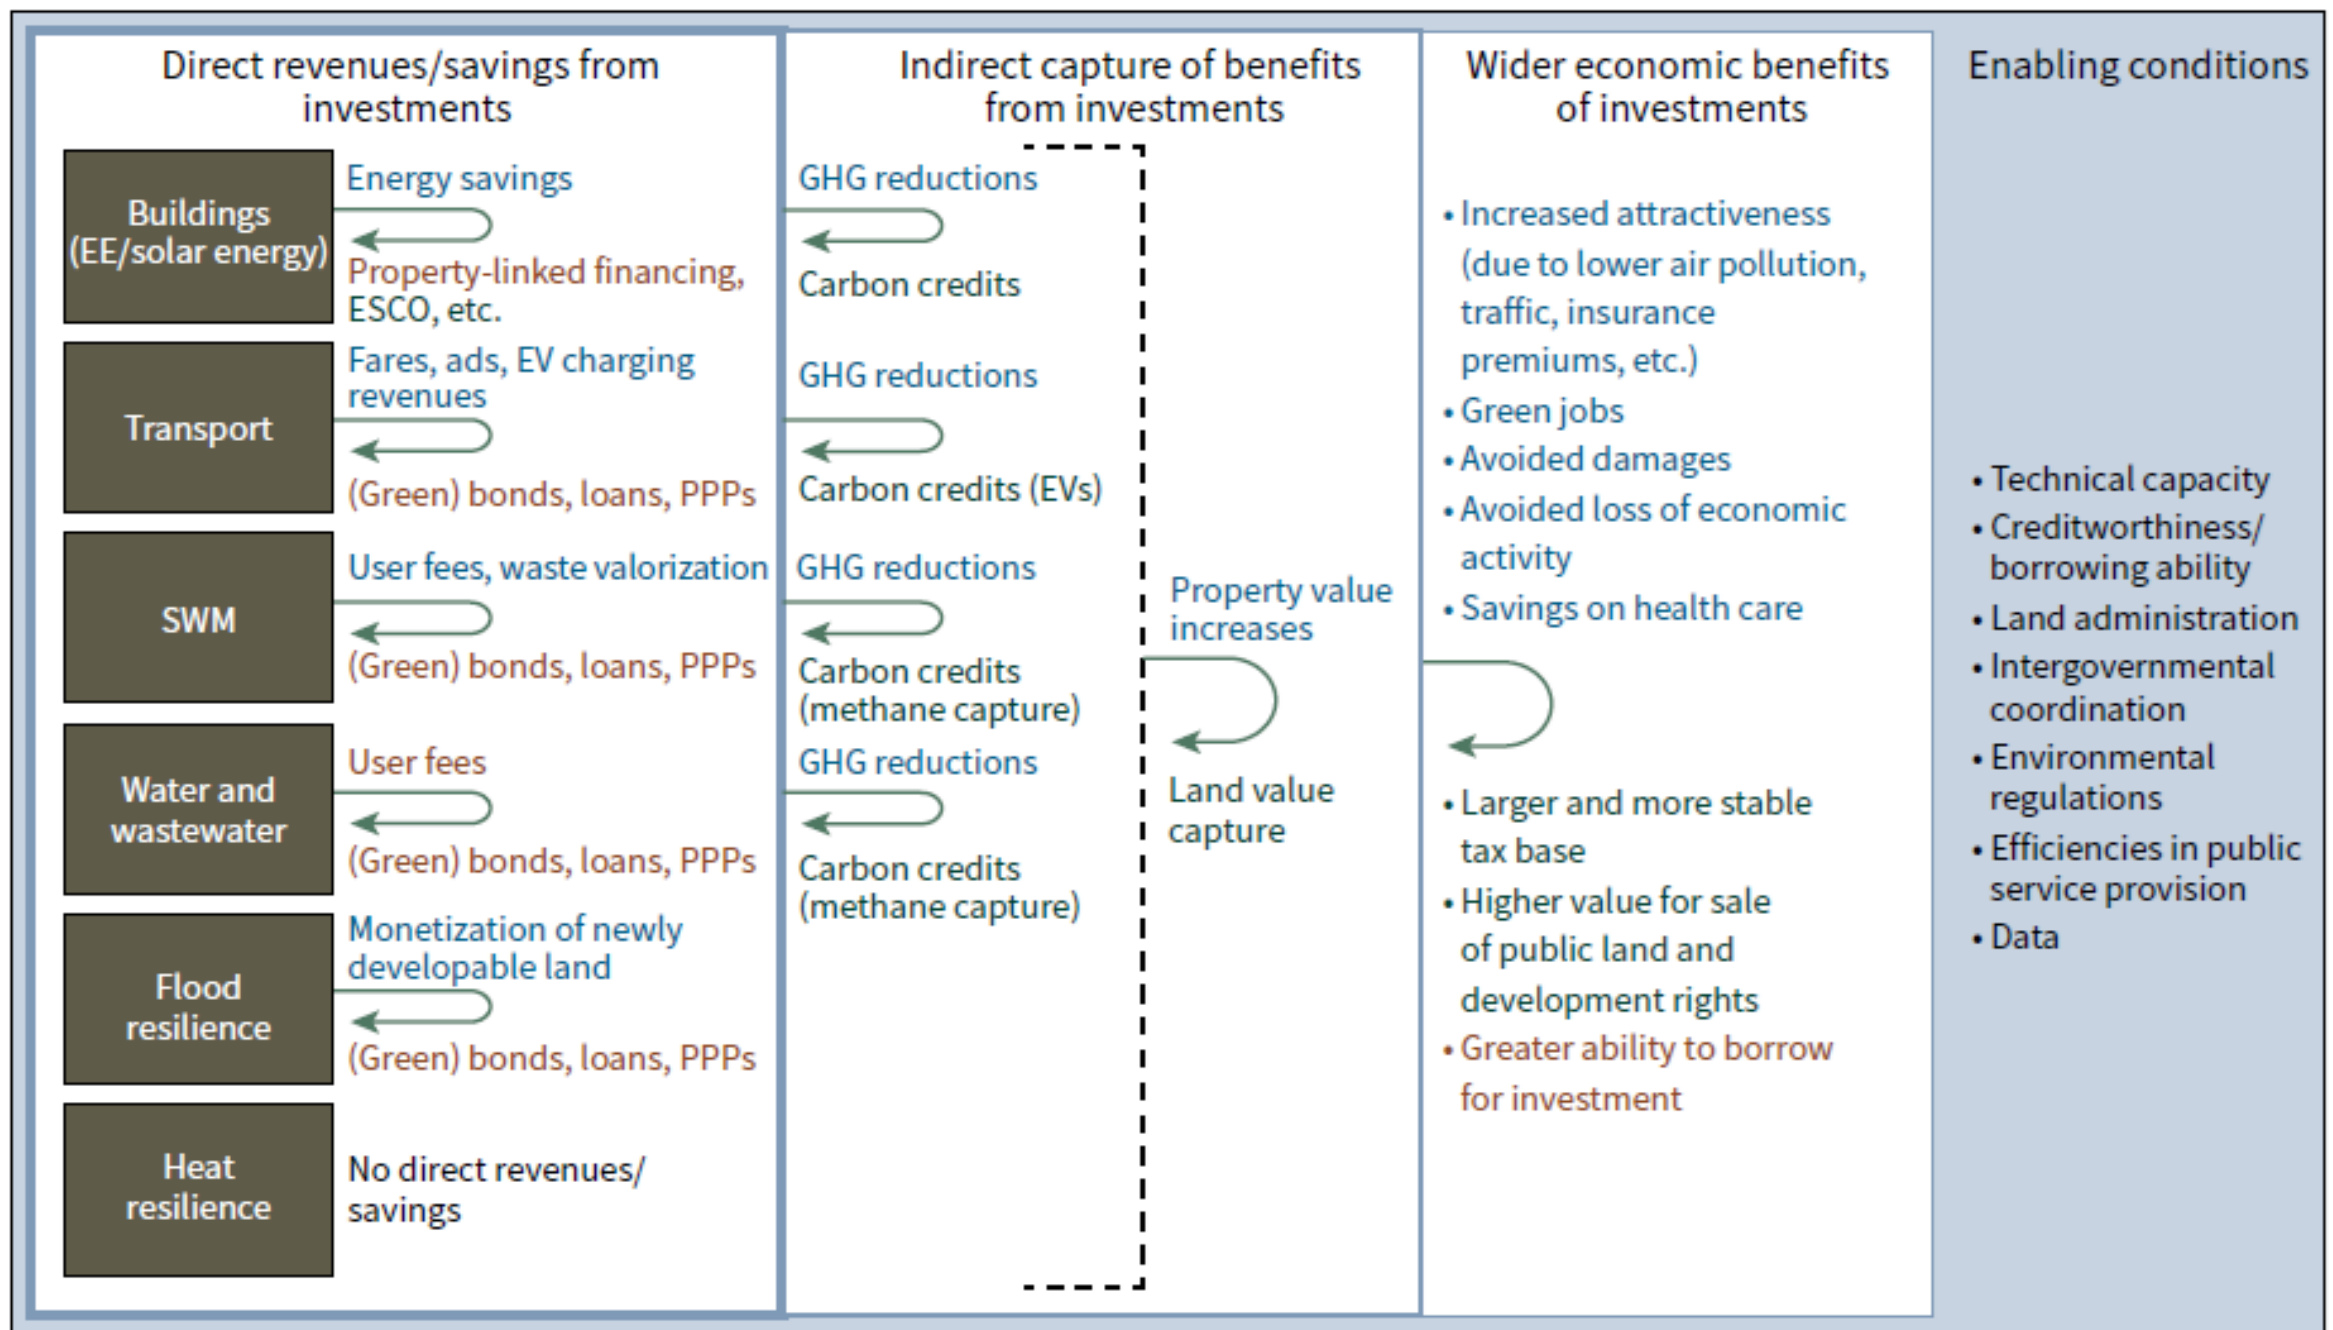 Direct revenues/savings from
investments
Buildings
(EE/solar energy)
Energy savings
Property-linked financing,
ESCO, etc.
Transport
Fares, ads, EV charging
revenues
(Green) bonds, loans, PPPs
SWM
User fees, waste valorization
(Green) bonds, loans, PPPs
Water and
wastewater
User fees
(Green) bonds, loans, PPPs
Flood
resilience
Monetization of newly
developable land
(Green) bonds, loans, PPPs
Heat
resilience
No direct revenues/
savings
Indirect capture of benefits
from investments
GHG reductions
Carbon credits
GHG reductions
Carbon credits (EVs)
GHG reductions
Carbon credits
(methane capture)
GHG reductions
Carbon credits
(methane capture)
Property value
increases
Land value
capture
Wider economic benefits
of investments
• Increased attractiveness
(due to lower air pollution,
traffic, insurance
premiums, etc.)
• Green jobs
• Avoided damages
• Avoided loss of economic
activity
• Savings on health care
• Larger and more stable
tax base
• Higher value for sale
of public land and
development rights
• Greater ability to borrow
for investment
Enabling conditions
• Technical capacity
• Creditworthiness/
borrowing ability
• Land administration
• Intergovernmental
coordination
• Environmental
regulations
• Efficiencies in public
service provision
• Data